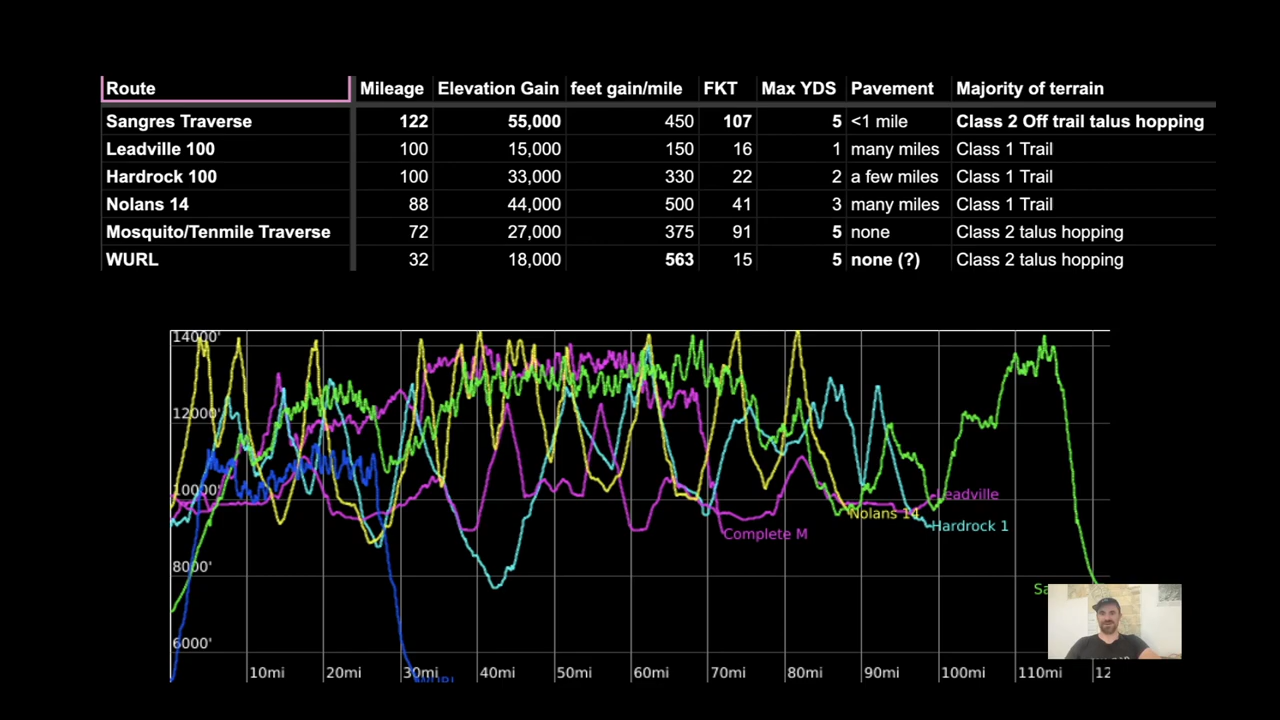 Route Mileage Elevation Gain feet gain/mile FKT Max YDS Pavement Majority of terrain
Sangres Traverse 122 55,000 450 107 5 <1 mile Class 2 Off trail talus hopping
Leadville 100 100 15,000 150 16 1 many miles Class 1 Trail
Hardrock 100 100 33,000 330 22 2 a few miles Class 1 Trail
Nolans 14 88 44,000 500 41 3 many miles Class 1 Trail
Mosquito/Tenmile Traverse 72 27,000 375 91 5 none Class 2 talus hopping
WURL 32 18,000 563 15 5 none (?) Class 2 talus hopping
14000'
12000'
10000'
Leadville
Nolans 14
Hardrock 1
Complete M
8000'
Sa
6000'
10mi 20mi 30mi 40mi 50mi 60mi 70mi 80mi 90mi 100mi 110mi 12
WURL